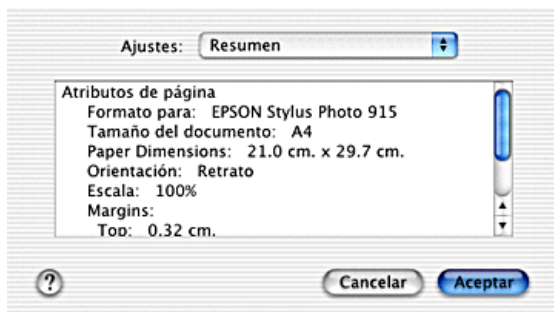 Ajustes: Resumen
Atributos de página
Formato para: EPSON Stylus Photo 915
Tamaño del documento: A4
Paper Dimensions: 21.0 cm. x 29.7 cm.
Orientación: Retrato
Escala: 100%
Margins:
Top: 0.32 cm.
? Cancelar Aceptar